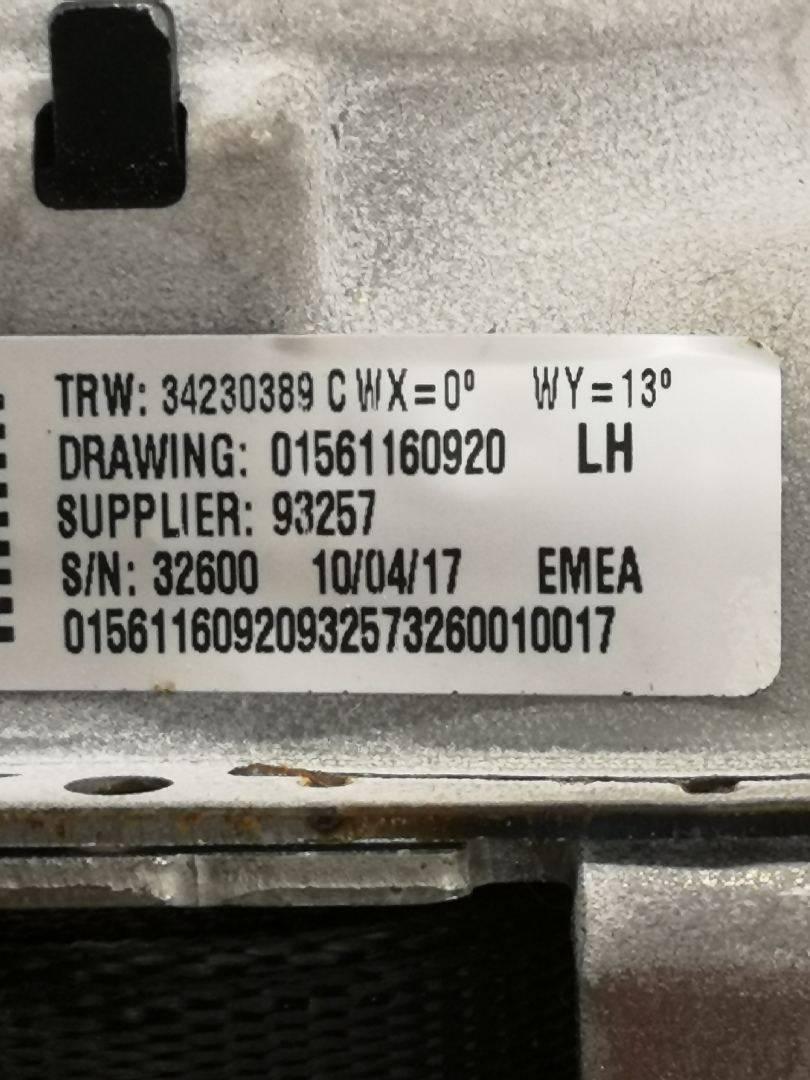 TRW: 34230389 C WX=0° WY=13°
DRAWING: 01561160920 LH
SUPPLIER: 93257
S/N: 32600 10/04/17 EMEA
01561160920932573260010017